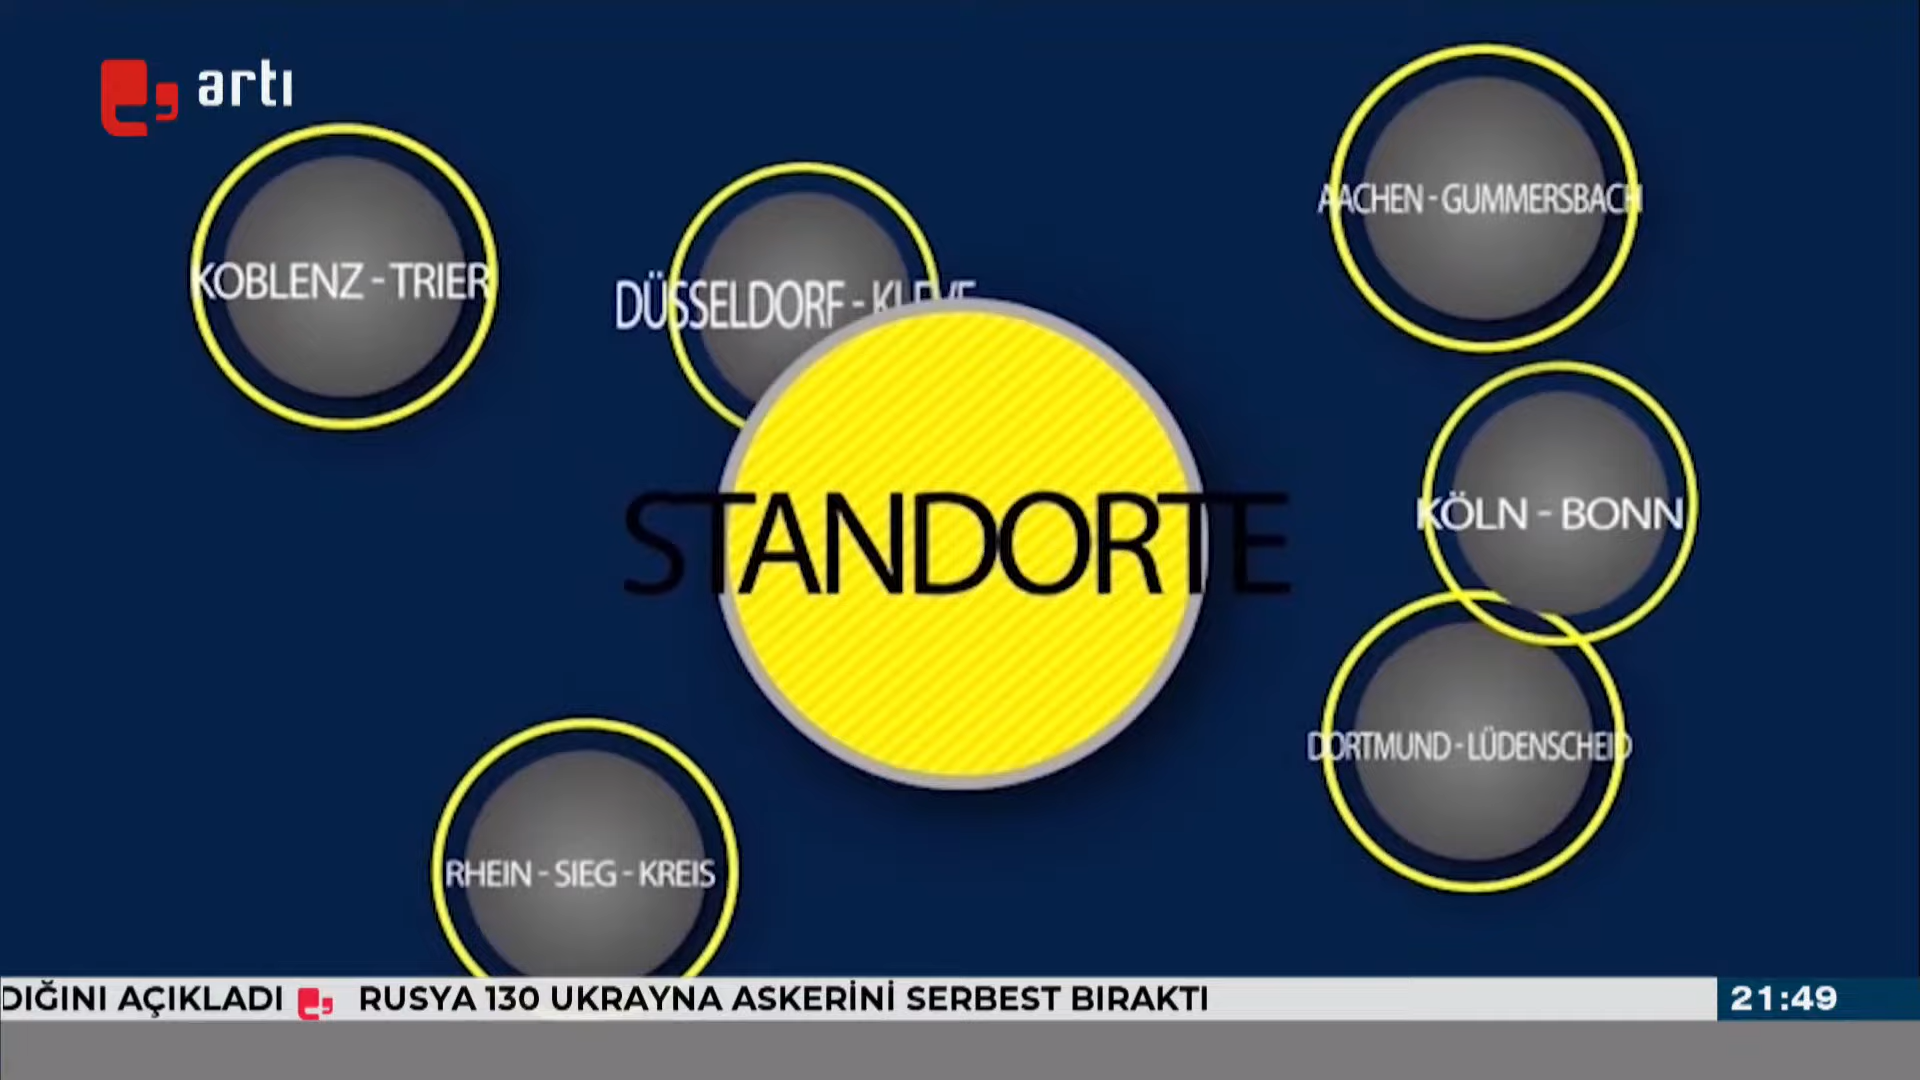 artı
KOBLENZ - TRIER
DÜSSELDORF - KLEVE
AACHEN - GUMMERSBACH
KÖLN - BONN
STANDORTE
DORTMUND - LÜDENSCHEID
RHEIN - SIEG - KREIS
DIĞINI AÇIKLADI RUSYA 130 UKRAYNA ASKERİNİ SERBEST BIRAKTI
21:49